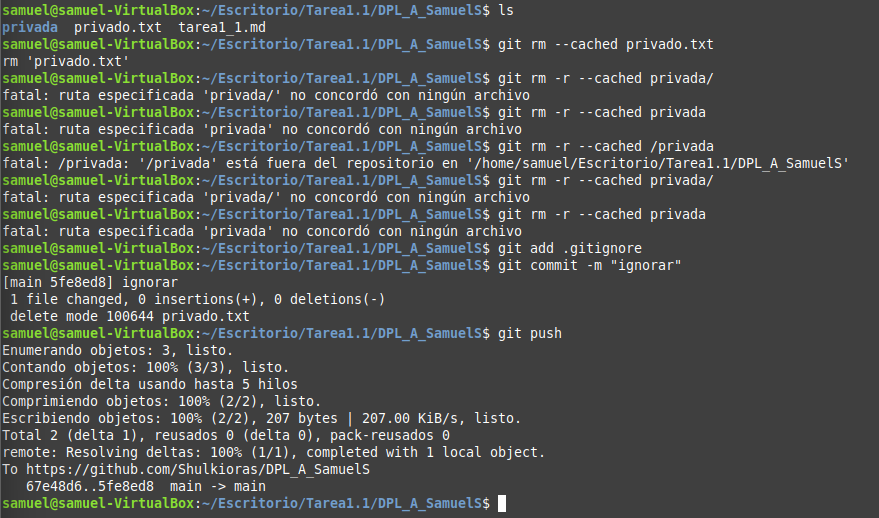 samuel@samuel-VirtualBox:~/Escritorio/Tarea1.1/DPL_A_SamuelS$ ls
privada  privado.txt  tarea1_1.md
samuel@samuel-VirtualBox:~/Escritorio/Tarea1.1/DPL_A_SamuelS$ git rm --cached privado.txt
rm 'privado.txt'
samuel@samuel-VirtualBox:~/Escritorio/Tarea1.1/DPL_A_SamuelS$ git rm -r --cached privada/
fatal: ruta especificada 'privada/' no concordó con ningún archivo
samuel@samuel-VirtualBox:~/Escritorio/Tarea1.1/DPL_A_SamuelS$ git rm -r --cached privada
fatal: ruta especificada 'privada' no concordó con ningún archivo
samuel@samuel-VirtualBox:~/Escritorio/Tarea1.1/DPL_A_SamuelS$ git rm -r --cached /privada
fatal: /privada: '/privada' está fuera del repositorio en '/home/samuel/Escritorio/Tarea1.1/DPL_A_SamuelS'
samuel@samuel-VirtualBox:~/Escritorio/Tarea1.1/DPL_A_SamuelS$ git rm -r --cached privada/
fatal: ruta especificada 'privada/' no concordó con ningún archivo
samuel@samuel-VirtualBox:~/Escritorio/Tarea1.1/DPL_A_SamuelS$ git rm -r --cached privada
fatal: ruta especificada 'privada' no concordó con ningún archivo
samuel@samuel-VirtualBox:~/Escritorio/Tarea1.1/DPL_A_SamuelS$ git add .gitignore
samuel@samuel-VirtualBox:~/Escritorio/Tarea1.1/DPL_A_SamuelS$ git commit -m "ignorar"
[main 5fe8ed8] ignorar
 1 file changed, 0 insertions(+), 0 deletions(-)
 delete mode 100644 privado.txt
samuel@samuel-VirtualBox:~/Escritorio/Tarea1.1/DPL_A_SamuelS$ git push
Enumerando objetos: 3, listo.
Contando objetos: 100% (3/3), listo.
Compresión delta usando hasta 5 hilos
Comprimiendo objetos: 100% (2/2), listo.
Escribiendo objetos: 100% (2/2), 207 bytes | 207.00 KiB/s, listo.
Total 2 (delta 1), reusados 0 (delta 0), pack-reusados 0
remote: Resolving deltas: 100% (1/1), completed with 1 local object.
To https://github.com/Shulkioras/DPL_A_SamuelS
   67e48d6..5fe8ed8  main -> main
samuel@samuel-VirtualBox:~/Escritorio/Tarea1.1/DPL_A_SamuelS$